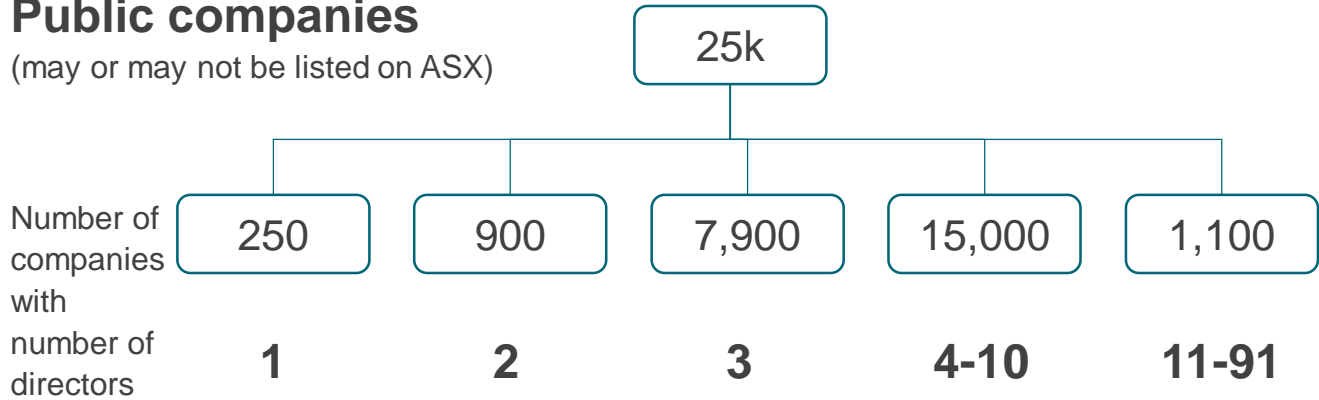 Public companies
(may or may not be listed on ASX)
25k
Number of
companies
with
number of
directors
250
900
7,900
15,000
1,100
1
2
3
4-10
11-91